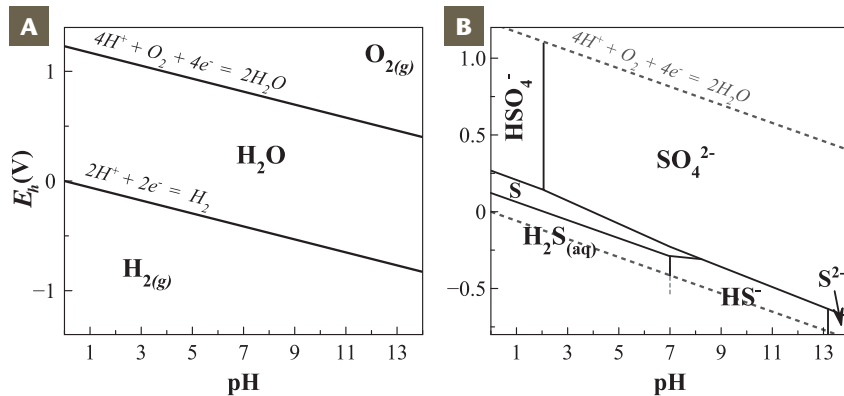 A
4H⁺ + O₂ + 4e⁻ = 2H₂O
O₂₍g₎
H₂O
2H⁺ + 2e⁻ = H₂
H₂₍g₎
Eₕ(V)
1
0
−1
1 3 5 7 9 11 13
pH
B
4H⁺ + O₂ + 4e⁻ = 2H₂O
HSO₄⁻
SO₄²⁻
S
H₂S(aq)
HS⁻
S²⁻
1.0
0.5
0
−0.5
1 3 5 7 9 11 13
pH